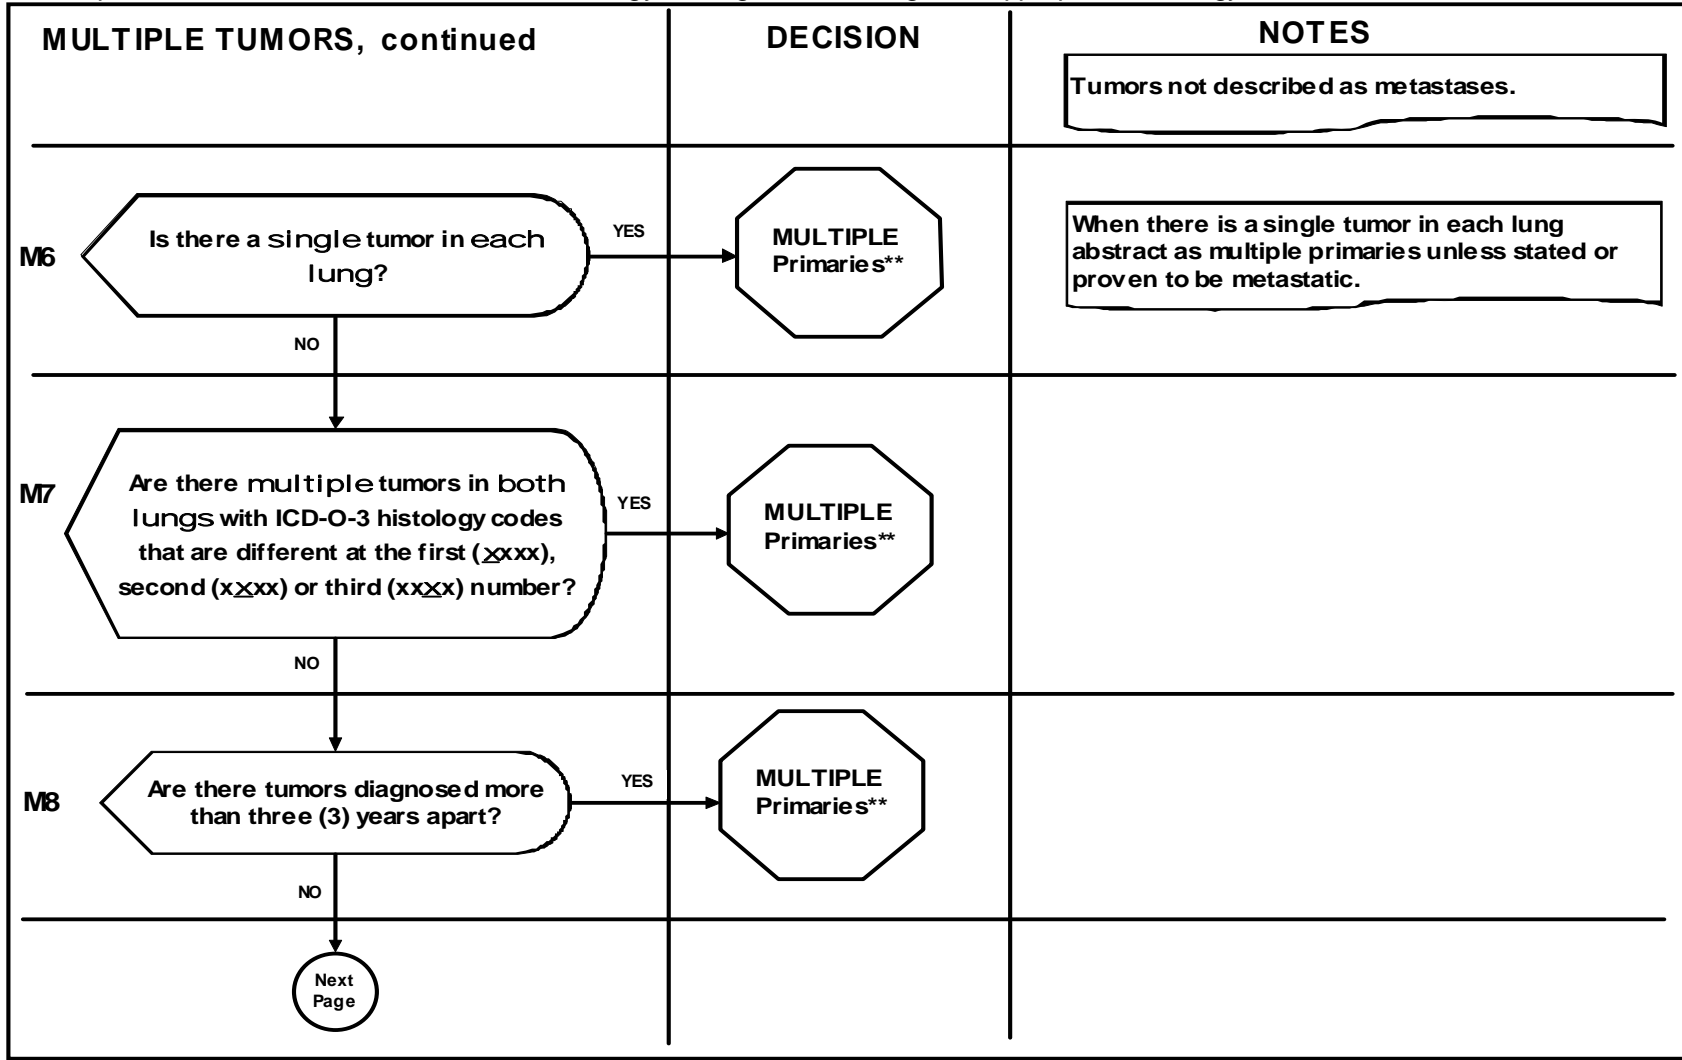 MULTIPLE TUMORS, continued
DECISION
NOTES
Tumors not described as metastases.
M6
Is there a single tumor in each
lung?
YES
MULTIPLE
Primaries**
When there is a single tumor in each lung
abstract as multiple primaries unless stated or
proven to be metastatic.
NO
M7
Are there multiple tumors in both
lungs with ICD-O-3 histology codes
that are different at the first (xxxx),
second (xxxx) or third (xxxx) number?
YES
MULTIPLE
Primaries**
NO
M8
Are there tumors diagnosed more
than three (3) years apart?
YES
MULTIPLE
Primaries**
NO
Next
Page